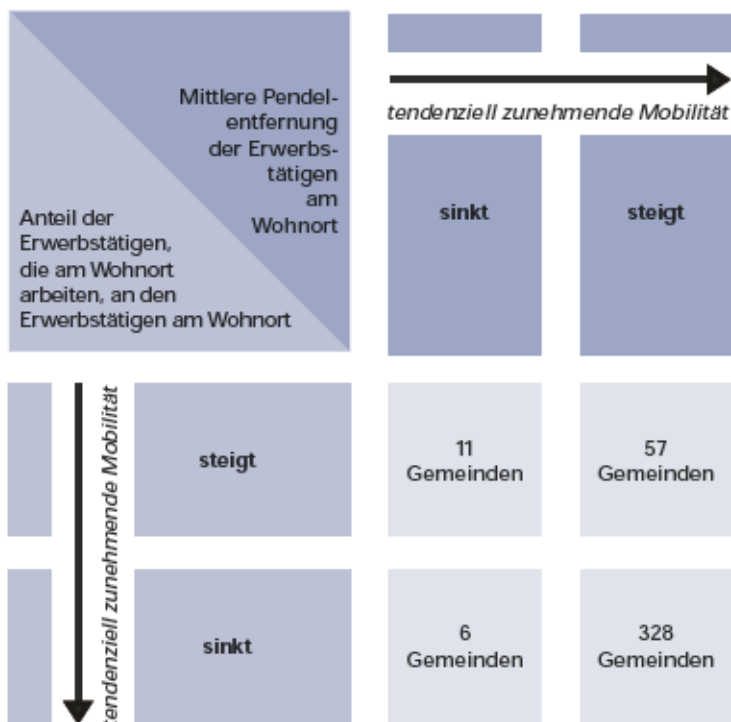 Mittlere Pendel-
entfernung
der Erwerbs-
tätigen
am
Wohnort
Anteil der
Erwerbstätigen,
die am Wohnort
arbeiten, an den
Erwerbstätigen am Wohnort
tendenziell zunehmende Mobilität
sinkt
steigt
tendenziell zunehmende Mobilität
steigt
11
Gemeinden
57
Gemeinden
sinkt
6
Gemeinden
328
Gemeinden